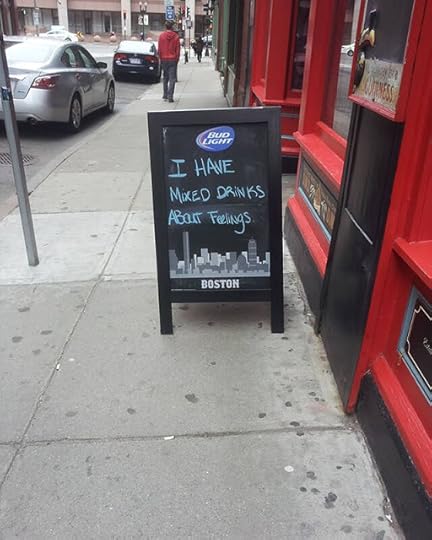 BUD
LIGHT
I HAVE
MIXED DRINKS
ABOUT FEELINGS.
BOSTON